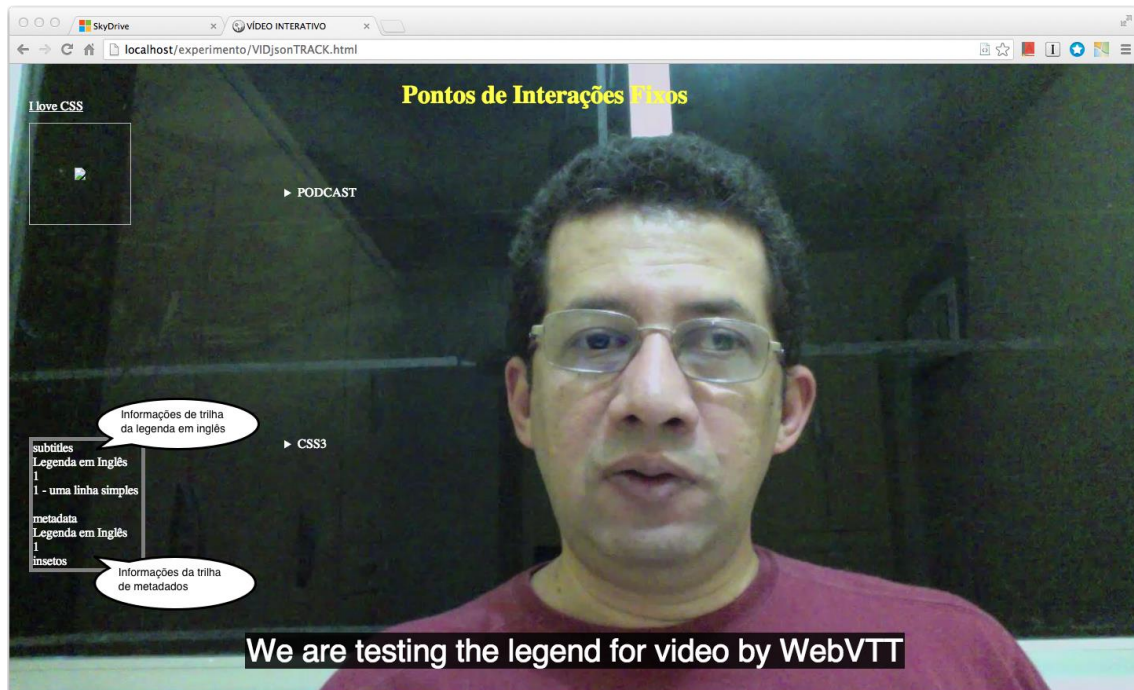 SkyDrive
VÍDEO INTERATIVO
localhost/experimento/VIDjsonTRACK.html
Pontos de Interações Fixos
I love CSS
PODCAST
CSS3
Informações de trilha
da legenda em inglês
subtitles
Legenda em Inglês
1
1 - uma linha simples
metadata
Legenda em Inglês
1
insetos
Informações da trilha
de metadados
We are testing the legend for video by WebVTT